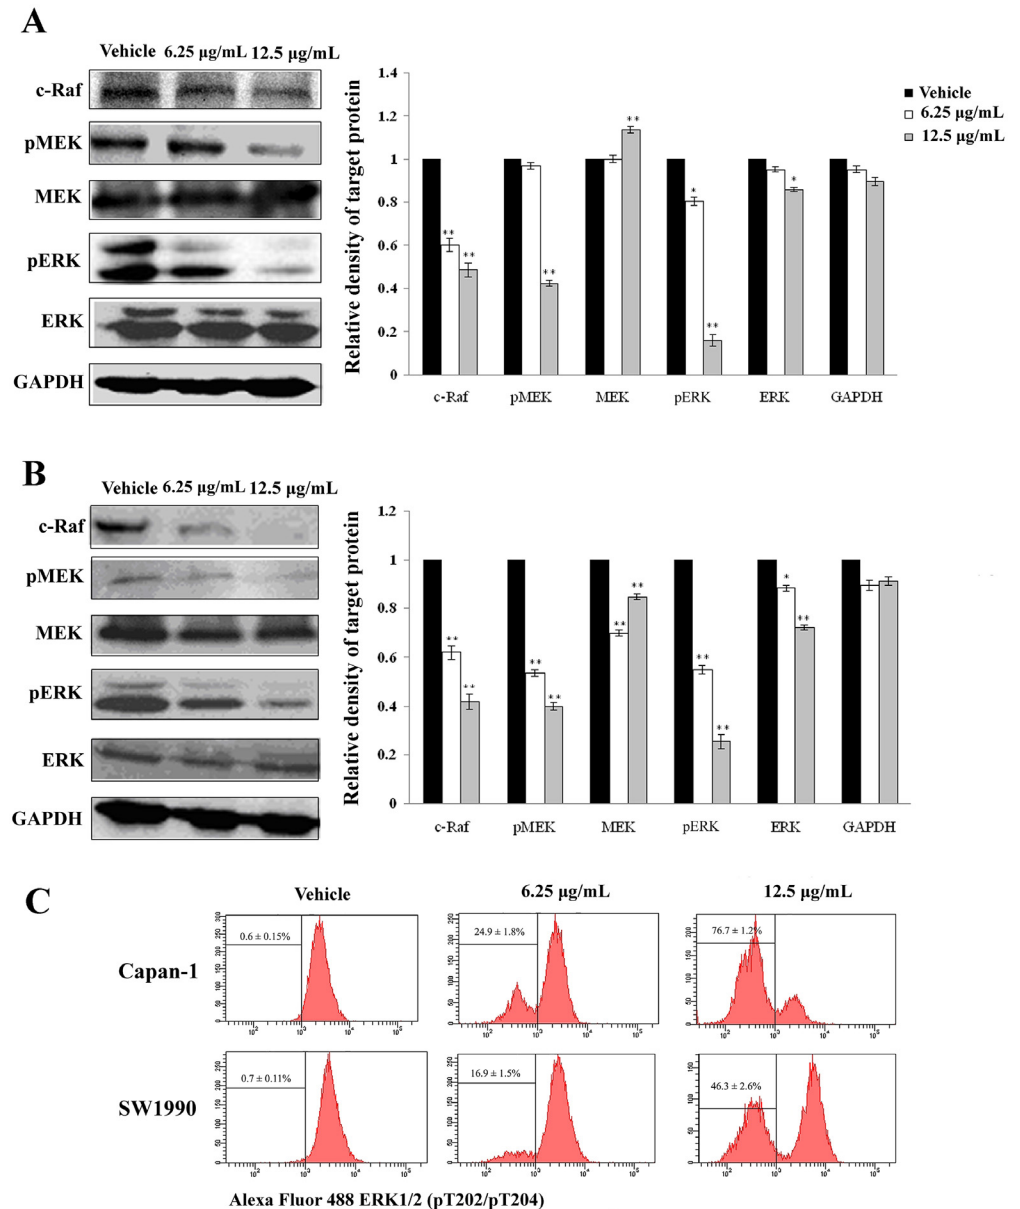 A
Vehicle 6.25 μg/mL 12.5 μg/mL
c-Raf
pMEK
MEK
pERK
ERK
GAPDH
Relative density of target protein
1.4
1.2
1
0.8
0.6
0.4
0.2
0
** ** ** ** * ** *
c-Raf pMEK MEK pERK ERK GAPDH
Vehicle
6.25 μg/mL
12.5 μg/mL
B
Vehicle 6.25 μg/mL 12.5 μg/mL
c-Raf
pMEK
MEK
pERK
ERK
GAPDH
Relative density of target protein
1.2
1
0.8
0.6
0.4
0.2
0
** ** ** ** ** ** ** ** * **
c-Raf pMEK MEK pERK ERK GAPDH
C
Vehicle 6.25 μg/mL 12.5 μg/mL
Capan-1
0.6 ± 0.15% 24.9 ± 1.8% 76.7 ± 1.2%
SW1990
0.7 ± 0.11% 16.9 ± 1.5% 46.3 ± 2.6%
Alexa Fluor 488 ERK1/2 (pT202/pT204)